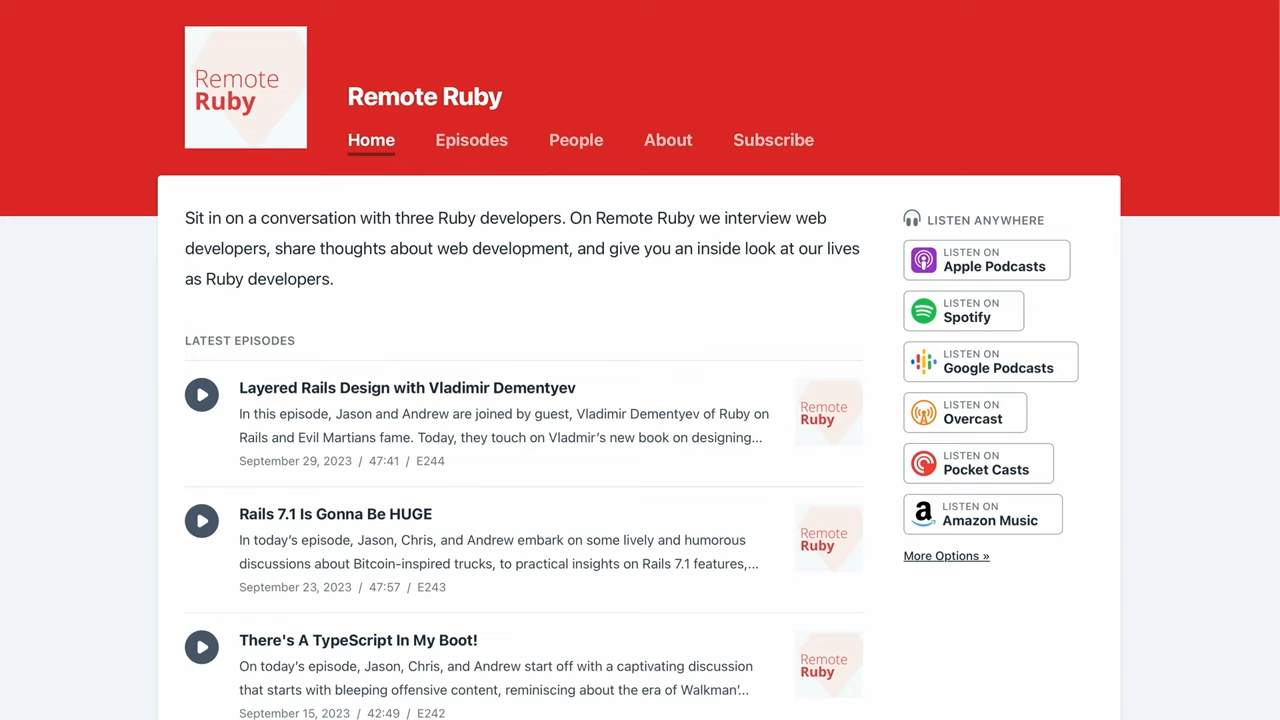 Remote
Ruby
Remote Ruby
Home Episodes People About Subscribe
Sit in on a conversation with three Ruby developers. On Remote Ruby we interview web
developers, share thoughts about web development, and give you an inside look at our lives
as Ruby developers.
LATEST EPISODES
Layered Rails Design with Vladimir Dementyev
In this episode, Jason and Andrew are joined by guest, Vladimir Dementyev of Ruby on
Rails and Evil Martians fame. Today, they touch on Vladmir’s new book on designing...
September 29, 2023 / 47:41 / E244
Remote
Ruby
Rails 7.1 Is Gonna Be HUGE
In today’s episode, Jason, Chris, and Andrew embark on some lively and humorous
discussions about Bitcoin-inspired trucks, to practical insights on Rails 7.1 features,...
September 23, 2023 / 47:57 / E243
Remote
Ruby
There's A TypeScript In My Boot!
On today’s episode, Jason, Chris, and Andrew start off with a captivating discussion
that starts with bleeping offensive content, reminiscing about the era of Walkman’...
September 15, 2023 / 42:49 / E242
Remote
Ruby
LISTEN ANYWHERE
LISTEN ON
Apple Podcasts
LISTEN ON
Spotify
LISTEN ON
Google Podcasts
LISTEN ON
Overcast
LISTEN ON
Pocket Casts
LISTEN ON
Amazon Music
More Options »